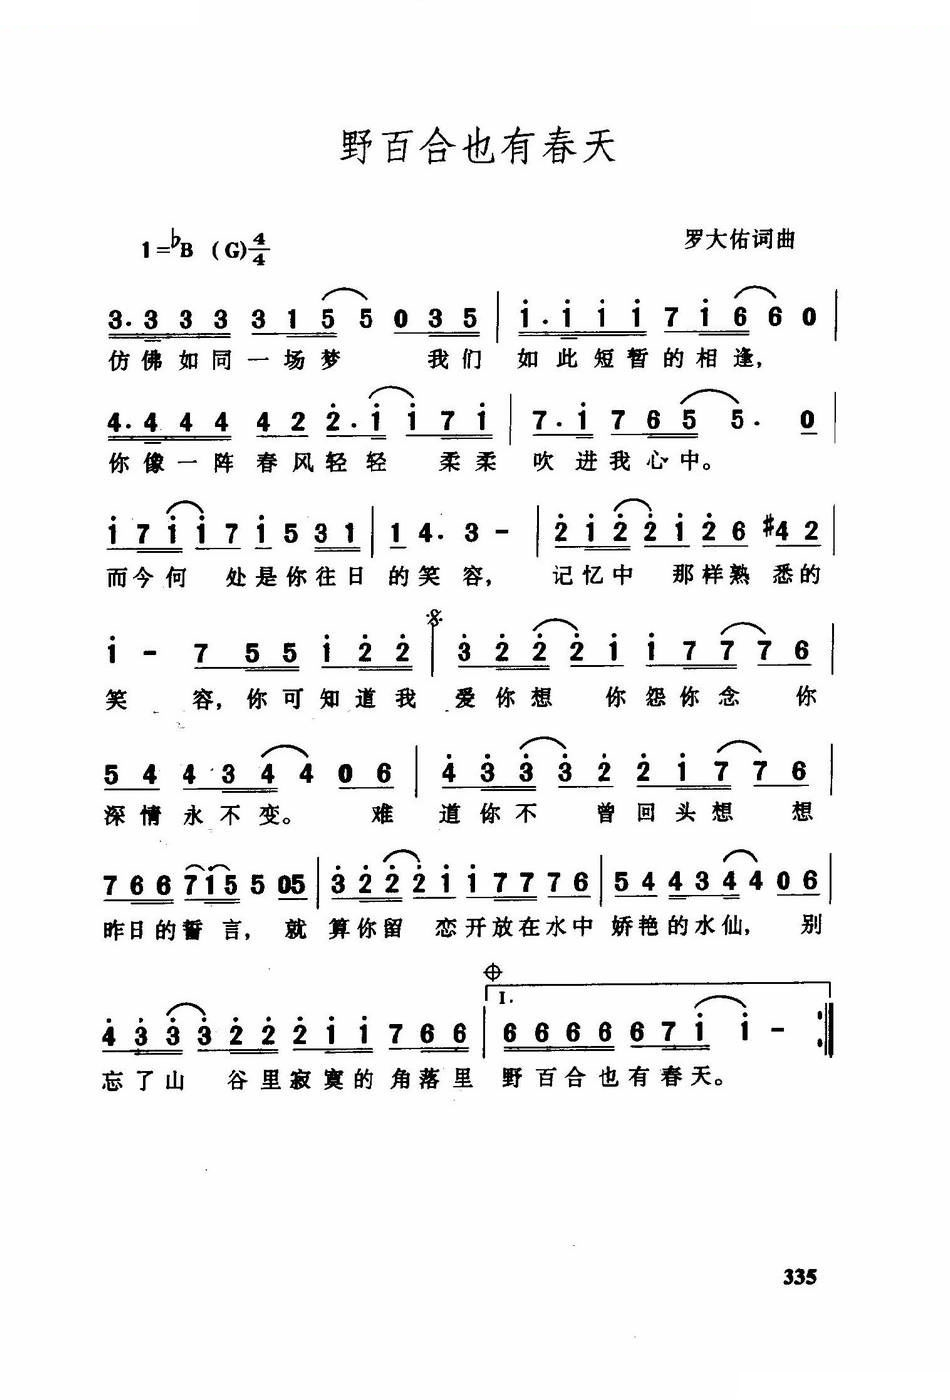 野百合也有春天
1=♭B (G) 4/4
罗大佑词曲
3. 3 3 3 3 1 5 5 0 3 5 | i. i i i 7 i 6 6 0 |
仿佛如同一场梦 我们 如此短暂的相逢,
4. 4 4 4 4 2 2. i i 7 i | 7. i 7 6 5 5. 0 |
你像一阵春风轻轻 柔柔 吹进我心中。
i 7 i i 7 i 5 3 1 | 1 4. 3 - | 2 i 2 2 i 2 6 #4 2 |
而今何 处是你往日 的笑容, 记忆中 那样熟悉的
i - 7 5 5 i 2 2 | 3 2 2 2 i i 7 7 7 6 |
笑 容,你可知道我 爱你想 你怨你念 你
5 4 4 3 4 4 0 6 | 4 3 3 3 2 2 i 7 7 6 |
深情永不变。 难 道你不 曾回头想 想
7 6 6 7 i 5 5 0 5 | 3 2 2 2 i i 7 7 7 6 | 5 4 4 3 4 4 0 6 |
昨日的誓言, 就 算你留 恋开放在水中 娇艳的水仙, 别
1.
4 3 3 3 2 2 2 i i 7 6 6 | 6 6 6 6 6 7 i i - :|
忘了山 谷里寂寞的 角落里 野百合也有春天。
335